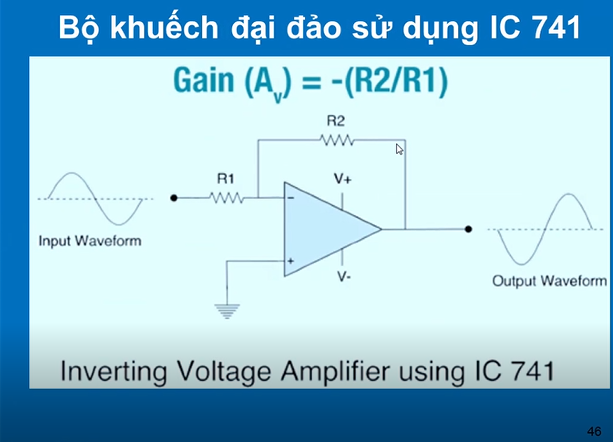 Bộ khuếch đại đảo sử dụng IC 741
Gain (Av) = -(R2/R1)
R2
R1
V+
−
+
V-
Input Waveform
Output Waveform
Inverting Voltage Amplifier using IC 741
46